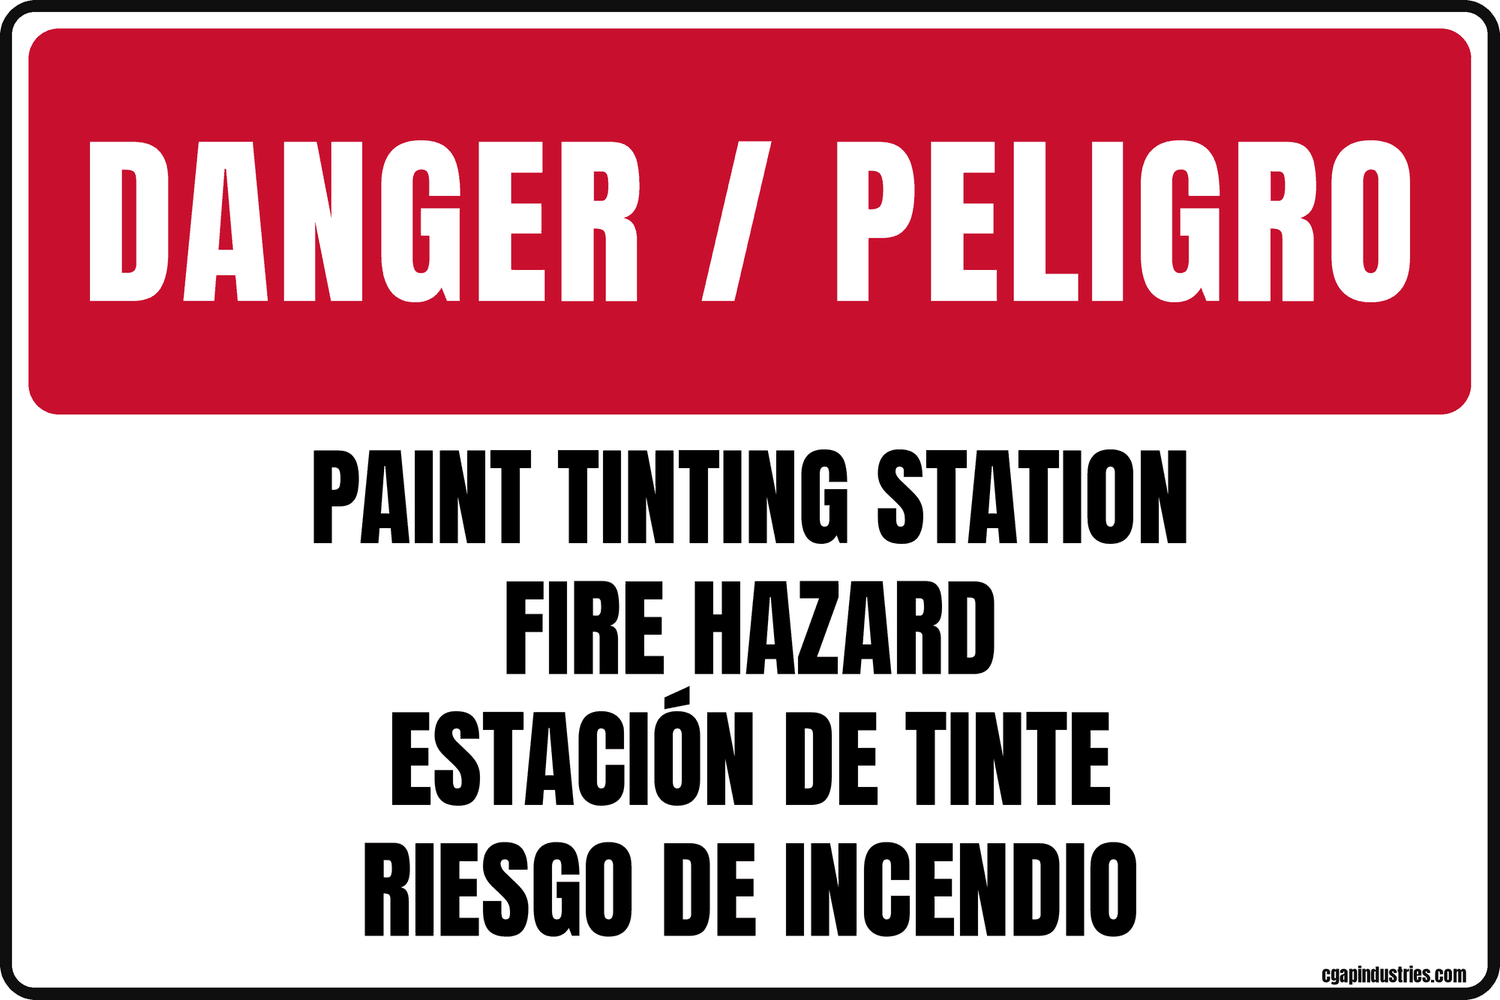 DANGER / PELIGRO
PAINT TINTING STATION
FIRE HAZARD
ESTACIÓN DE TINTE
RIESGO DE INCENDIO
cgapindustries.com